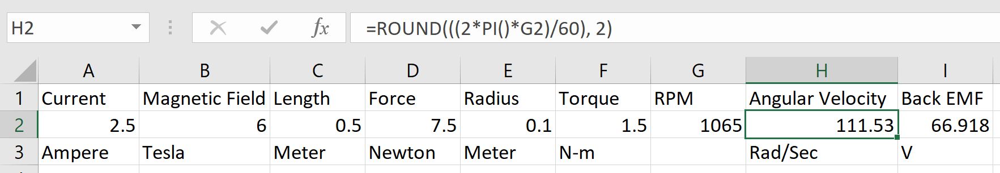 H2 fx =ROUND(((2*PI()*G2)/60), 2)
A B C D E F G H I
1 Current Magnetic Field Length Force Radius Torque RPM Angular Velocity Back EMF
2 2.5 6 0.5 7.5 0.1 1.5 1065 111.53 66.918
3 Ampere Tesla Meter Newton Meter N-m Rad/Sec V